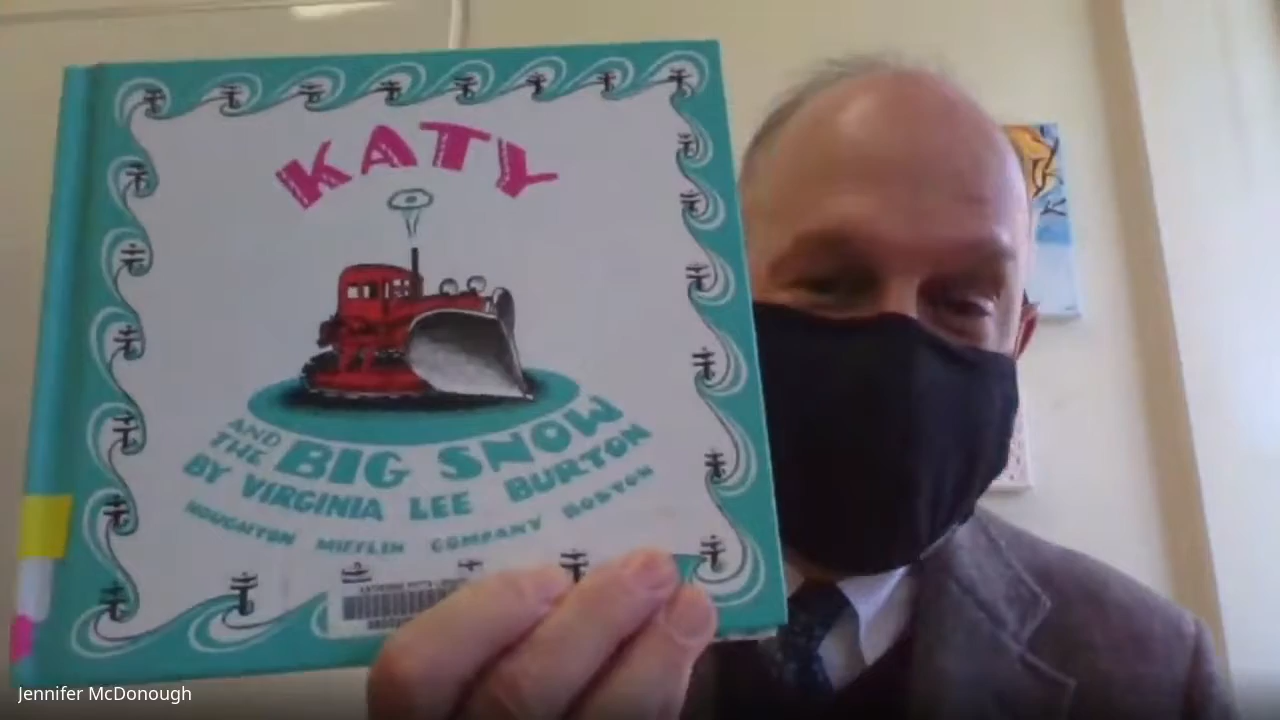 KATY
AND
THE BIG SNOW
BY VIRGINIA LEE BURTON
HOUGHTON MIFFLIN COMPANY BOSTON
Jennifer McDonough